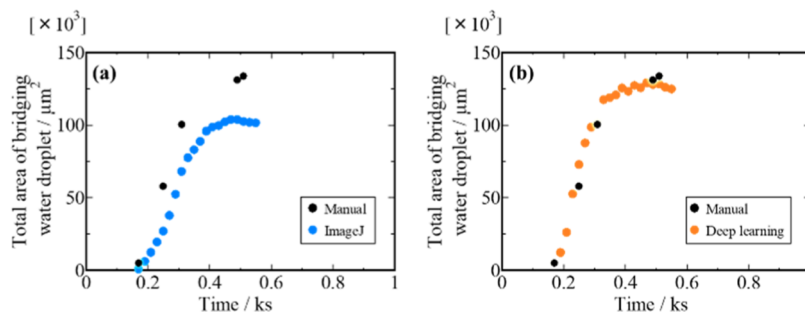 [ × 10³]
150
100
50
0
(a)
Total area of bridging
water droplet / μm²
Manual
ImageJ
0 0.2 0.4 0.6 0.8 1
Time / ks
[ × 10³]
150
100
50
0
(b)
Total area of bridging
water droplet / μm²
Manual
Deep learning
0 0.2 0.4 0.6 0.8 1
Time / ks